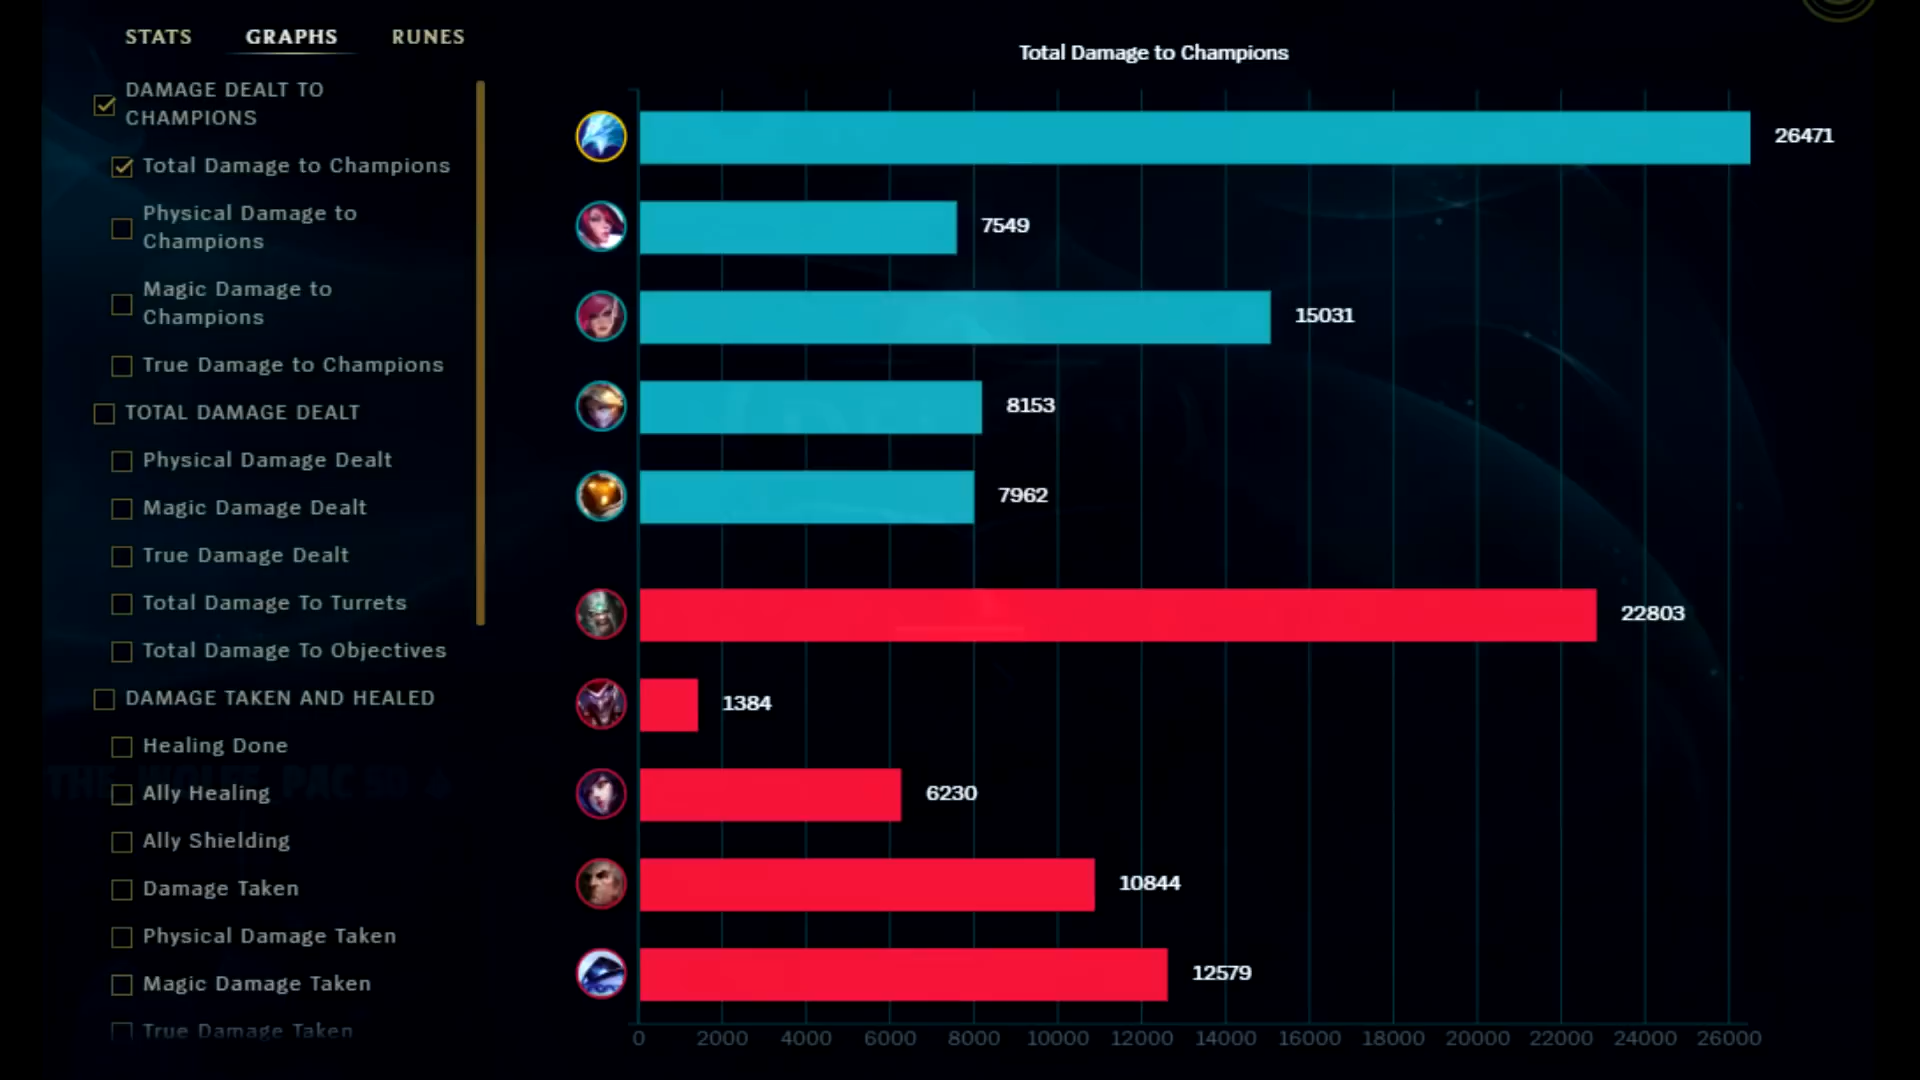 STATS GRAPHS RUNES
DAMAGE DEALT TO
CHAMPIONS
Total Damage to Champions
Physical Damage to
Champions
Magic Damage to
Champions
True Damage to Champions
TOTAL DAMAGE DEALT
Physical Damage Dealt
Magic Damage Dealt
True Damage Dealt
Total Damage To Turrets
Total Damage To Objectives
DAMAGE TAKEN AND HEALED
Healing Done
Ally Healing
Ally Shielding
Damage Taken
Physical Damage Taken
Magic Damage Taken
True Damage Taken
Total Damage to Champions
26471
7549
15031
8153
7962
22803
1384
6230
10844
12579
0 2000 4000 6000 8000 10000 12000 14000 16000 18000 20000 22000 24000 26000